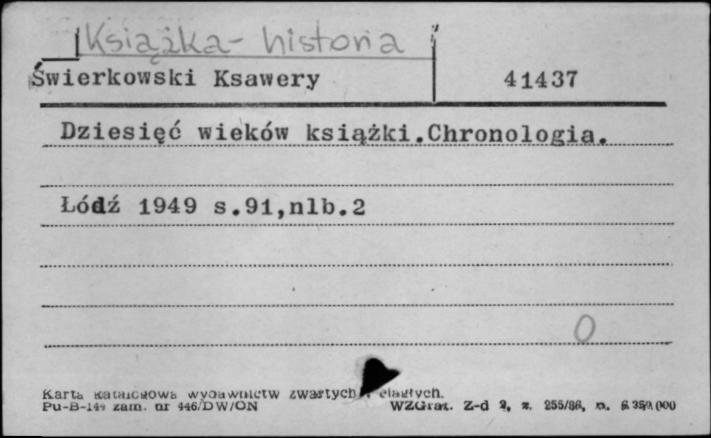 Książka - historia
Świerkowski Ksawery 41437
Dziesięć wieków książki.Chronologia.
Łódź 1949 s.91,nlb.2
0
Karta katalogowa wydawnictw zwartych i ciągłych.
Pu-B-149 zam. nr 446/DW/ON WZGraf. Z-d 2, z. 255/86, n.